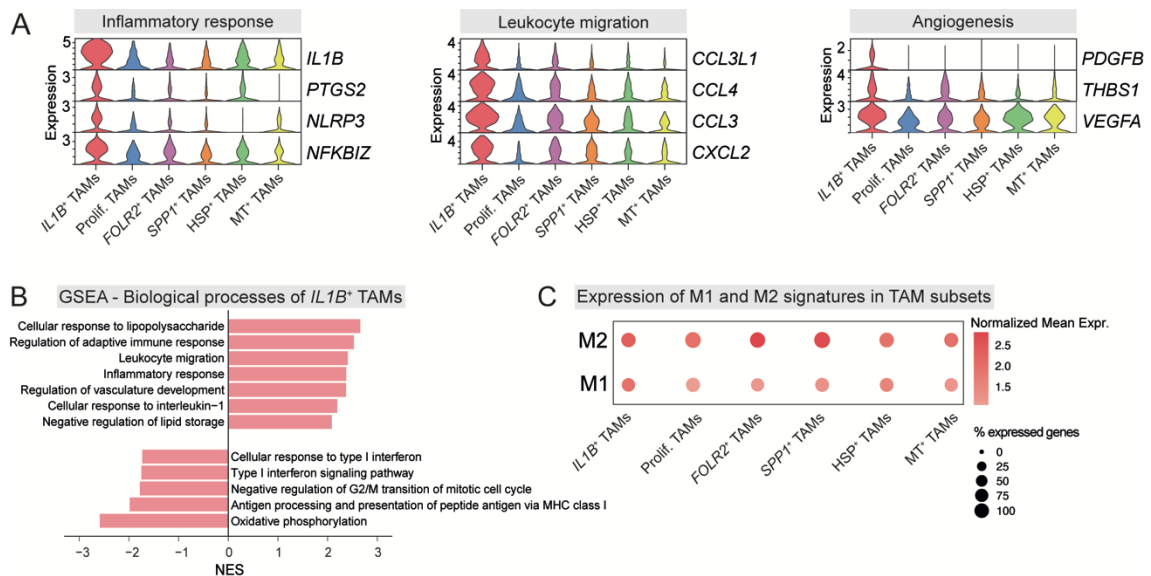 A
Inflammatory response
Expression
5
IL1B
3
PTGS2
3
NLRP3
3
NFKBIZ
IL1B⁺ TAMs
Prolif. TAMs
FOLR2⁺ TAMs
SPP1⁺ TAMs
HSP⁺ TAMs
MT⁺ TAMs
Leukocyte migration
Expression
4
CCL3L1
4
CCL4
4
CCL3
4
CXCL2
IL1B⁺ TAMs
Prolif. TAMs
FOLR2⁺ TAMs
SPP1⁺ TAMs
HSP⁺ TAMs
MT⁺ TAMs
Angiogenesis
Expression
2
PDGFB
4
THBS1
3
VEGFA
IL1B⁺ TAMs
Prolif. TAMs
FOLR2⁺ TAMs
SPP1⁺ TAMs
HSP⁺ TAMs
MT⁺ TAMs
B
GSEA - Biological processes of IL1B⁺ TAMs
Cellular response to lipopolysaccharide
Regulation of adaptive immune response
Leukocyte migration
Inflammatory response
Regulation of vasculature development
Cellular response to interleukin−1
Negative regulation of lipid storage
Cellular response to type I interferon
Type I interferon signaling pathway
Negative regulation of G2/M transition of mitotic cell cycle
Antigen processing and presentation of peptide antigen via MHC class I
Oxidative phosphorylation
−3 −2 −1 0 1 2 3
NES
C
Expression of M1 and M2 signatures in TAM subsets
M2
M1
IL1B⁺ TAMs
Prolif. TAMs
FOLR2⁺ TAMs
SPP1⁺ TAMs
HSP⁺ TAMs
MT⁺ TAMs
Normalized Mean Expr.
2.5
2.0
1.5
% expressed genes
0
25
50
75
100